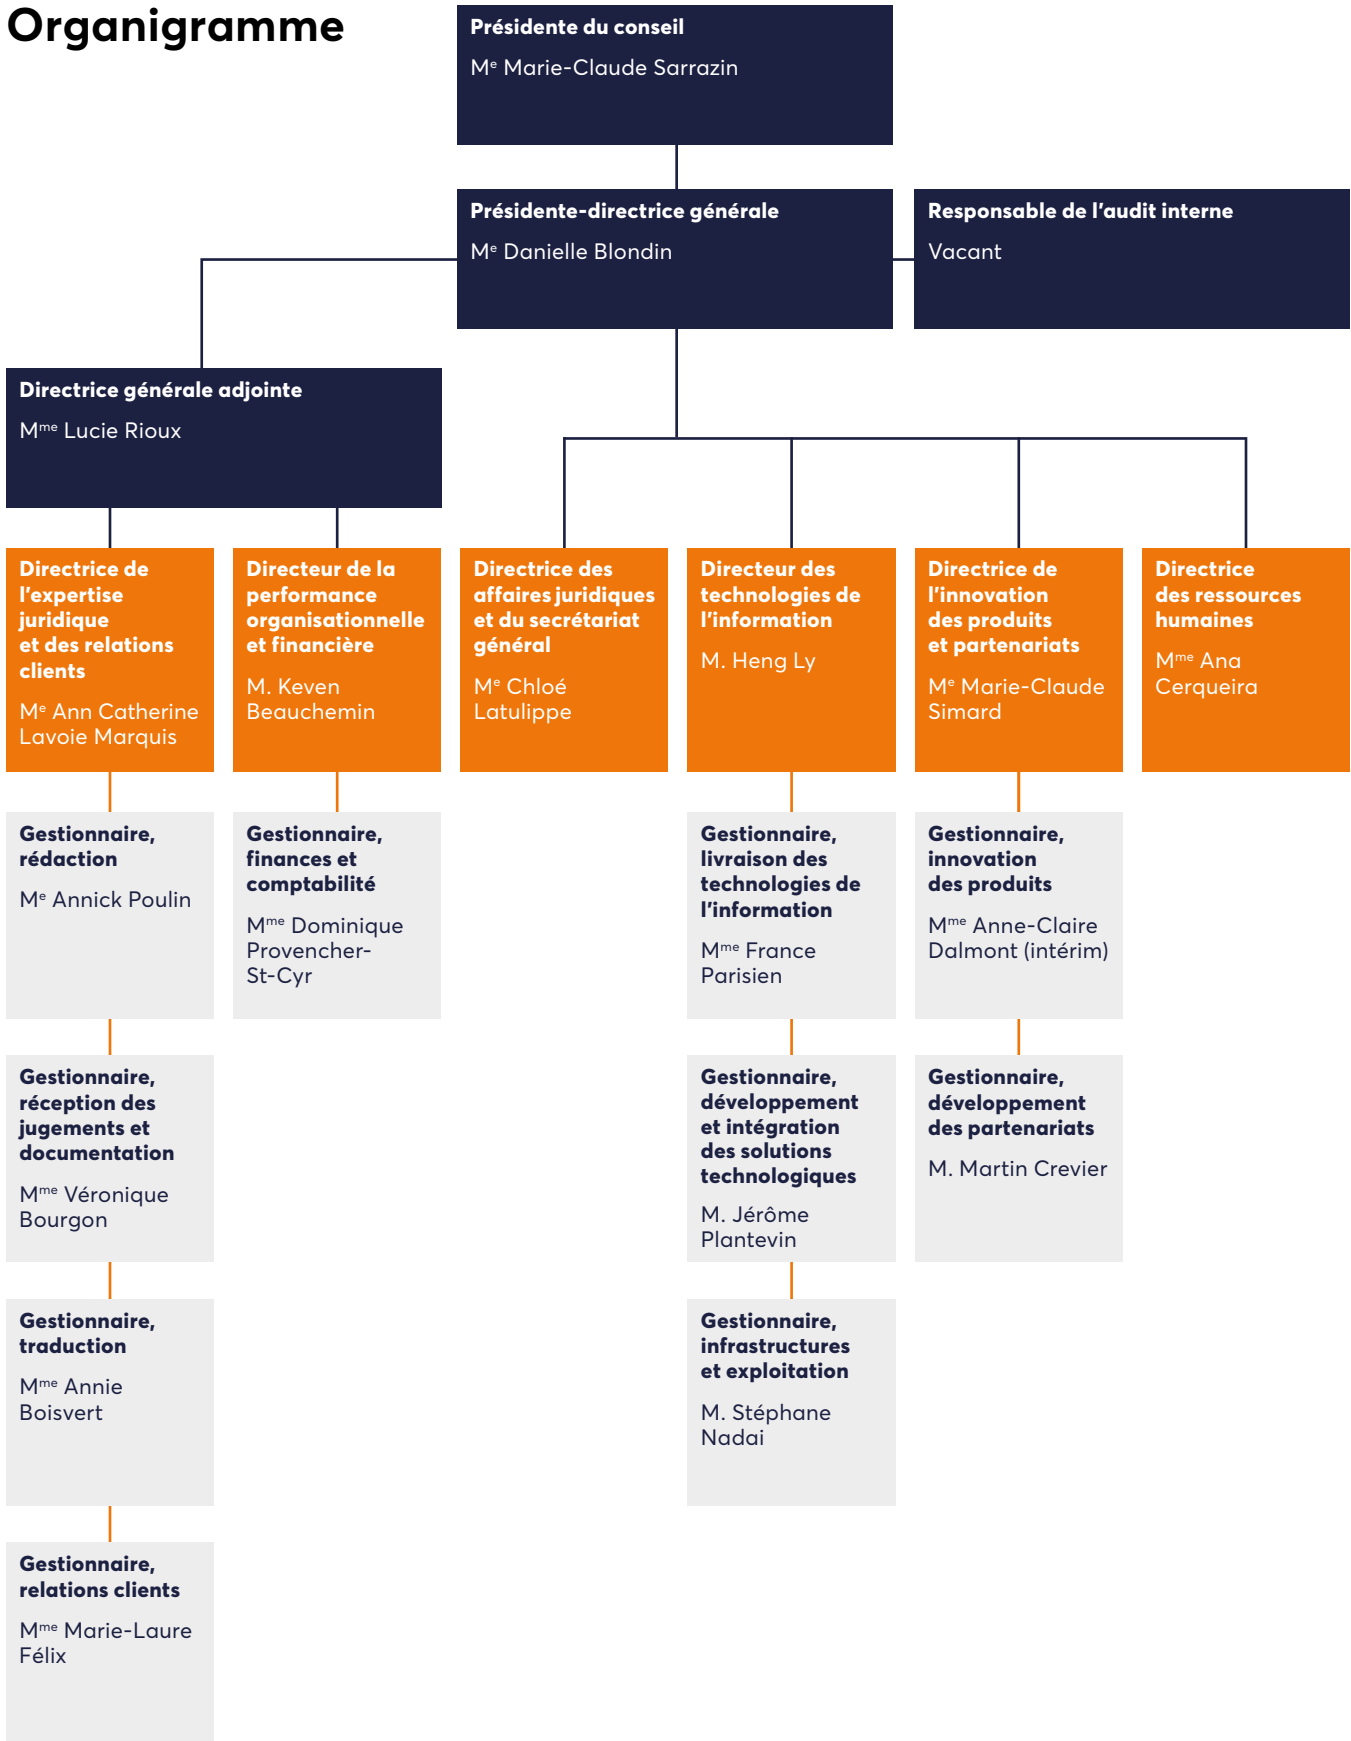 Organigramme
Présidente du conseil
Mᵉ Marie-Claude Sarrazin
Présidente-directrice générale
Mᵉ Danielle Blondin
Responsable de l'audit interne
Vacant
Directrice générale adjointe
Mᵐᵉ Lucie Rioux
Directrice de
l'expertise
juridique
et des relations
clients
Mᵉ Ann Catherine
Lavoie Marquis
Directeur de la
performance
organisationnelle
et financière
M. Keven
Beauchemin
Directrice des
affaires juridiques
et du secrétariat
général
Mᵉ Chloé
Latulippe
Directeur des
technologies de
l'information
M. Heng Ly
Directrice de
l'innovation
des produits
et partenariats
Mᵉ Marie-Claude
Simard
Directrice
des ressources
humaines
Mᵐᵉ Ana
Cerqueira
Gestionnaire,
rédaction
Mᵉ Annick Poulin
Gestionnaire,
finances et
comptabilité
Mᵐᵉ Dominique
Provencher-
St-Cyr
Gestionnaire,
livraison des
technologies de
l'information
Mᵐᵉ France
Parisien
Gestionnaire,
innovation
des produits
Mᵐᵉ Anne-Claire
Dalmont (intérim)
Gestionnaire,
réception des
jugements et
documentation
Mᵐᵉ Véronique
Bourgon
Gestionnaire,
développement
et intégration
des solutions
technologiques
M. Jérôme
Plantevin
Gestionnaire,
développement
des partenariats
M. Martin Crevier
Gestionnaire,
traduction
Mᵐᵉ Annie
Boisvert
Gestionnaire,
infrastructures
et exploitation
M. Stéphane
Nadai
Gestionnaire,
relations clients
Mᵐᵉ Marie-Laure
Félix